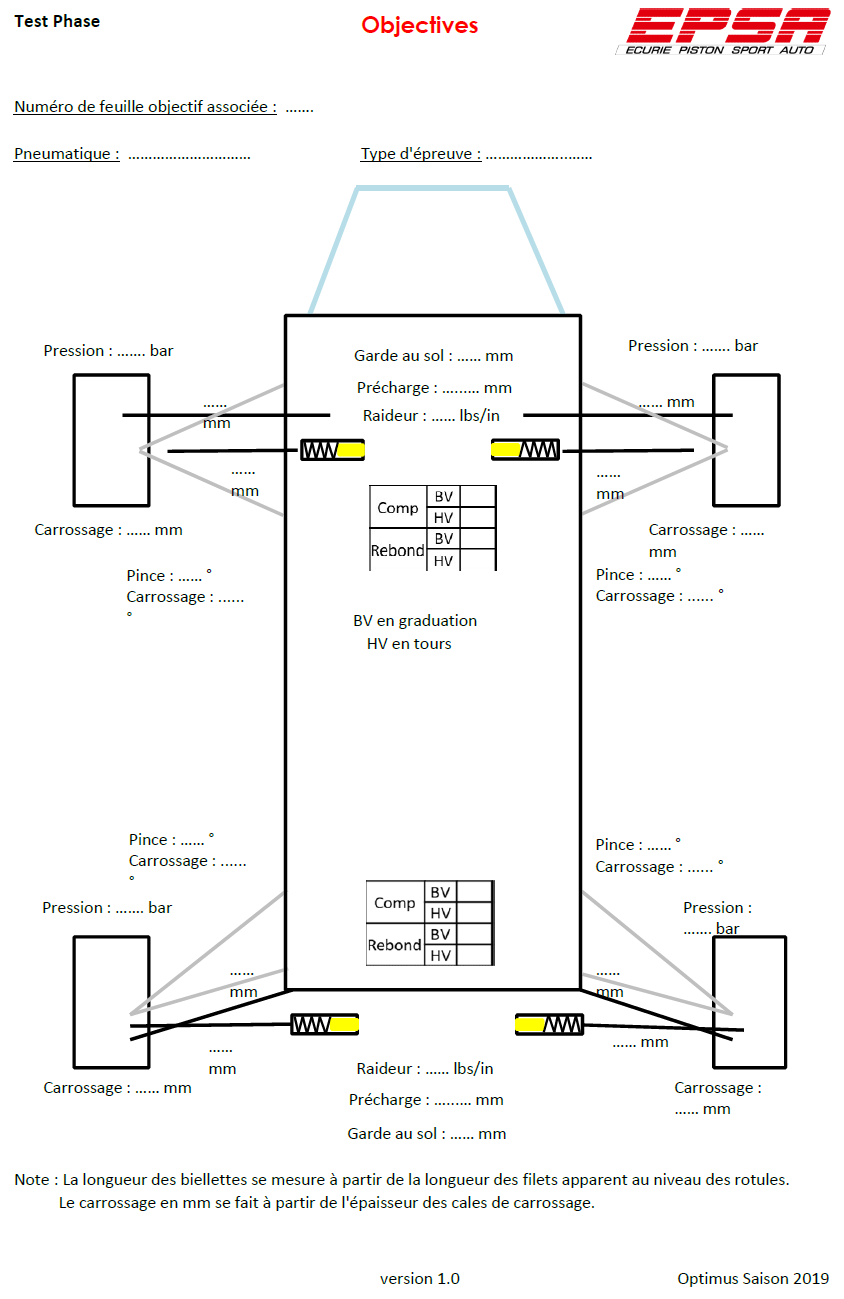 Test Phase
Objectives
EPSA
ECURIE PISTON SPORT AUTO
Numéro de feuille objectif associée : .......
Pneumatique : ................................
Type d'épreuve : ............................
Pression : ....... bar
Pression : ....... bar
Garde au sol : ...... mm
Précharge : ......... mm
Raideur : ...... lbs/in
......
mm
...... mm
......
mm
......
mm
Comp
BV
HV
Rebond
BV
HV
Carrossage : ...... mm
Carrossage : ......
mm
Pince : ...... °
Carrossage : ......
°
Pince : ...... °
Carrossage : ...... °
BV en graduation
HV en tours
Pince : ...... °
Carrossage : ......
°
Pince : ...... °
Carrossage : ...... °
Pression : ....... bar
Pression :
....... bar
Comp
BV
HV
Rebond
BV
HV
......
mm
......
mm
......
mm
...... mm
Raideur : ...... lbs/in
Précharge : ......... mm
Garde au sol : ...... mm
Carrossage : ...... mm
Carrossage :
...... mm
Note : La longueur des biellettes se mesure à partir de la longueur des filets apparent au niveau des rotules.
Le carrossage en mm se fait à partir de l'épaisseur des cales de carrossage.
version 1.0
Optimus Saison 2019